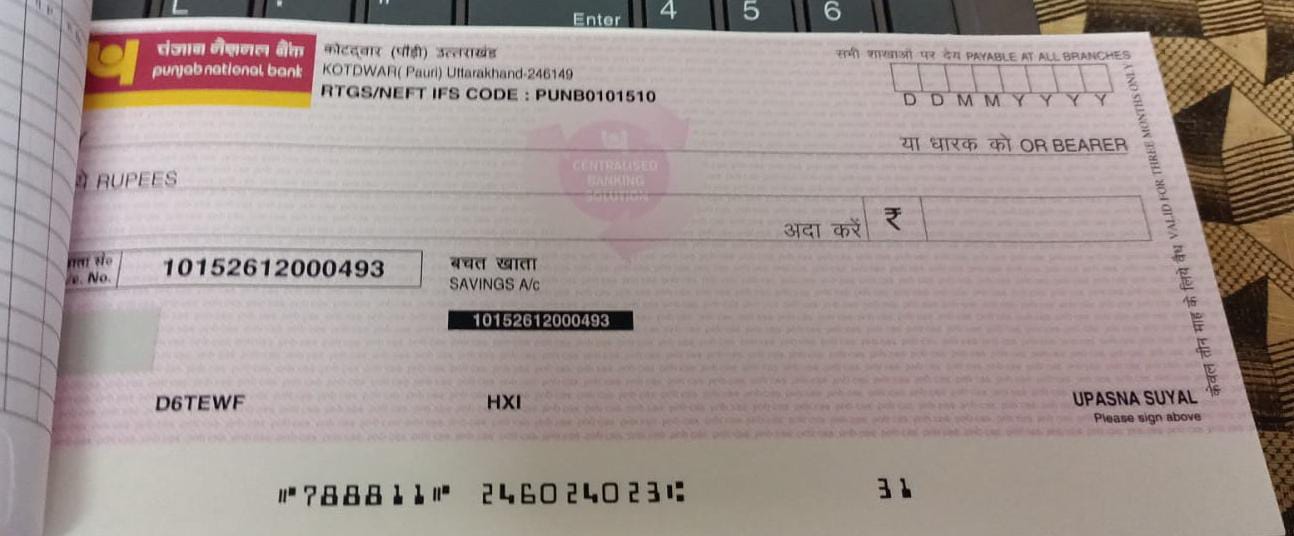 Enter 4 5 6
पंजाब नैशनल बैंक
punjab national bank
कोटद्वार (पौड़ी) उत्तराखंड
KOTDWAR( Pauri) Uttarakhand-246149
RTGS/NEFT IFS CODE : PUNB0101510
सभी शाखाओं पर देय PAYABLE AT ALL BRANCHES
D D M M Y Y Y Y
या धारक को OR BEARER
CENTRALISED
BANKING
SOLUTION
RUPEES
अदा करें ₹
No. 10152612000493
बचत खाता
SAVINGS A/c
10152612000493
D6TEWF HXI
UPASNA SUYAL
Please sign above
केवल तीन माह के लिये वैध VALID FOR THREE MONTHS ONLY
⑈788811⑈ 246024023⑆ 31